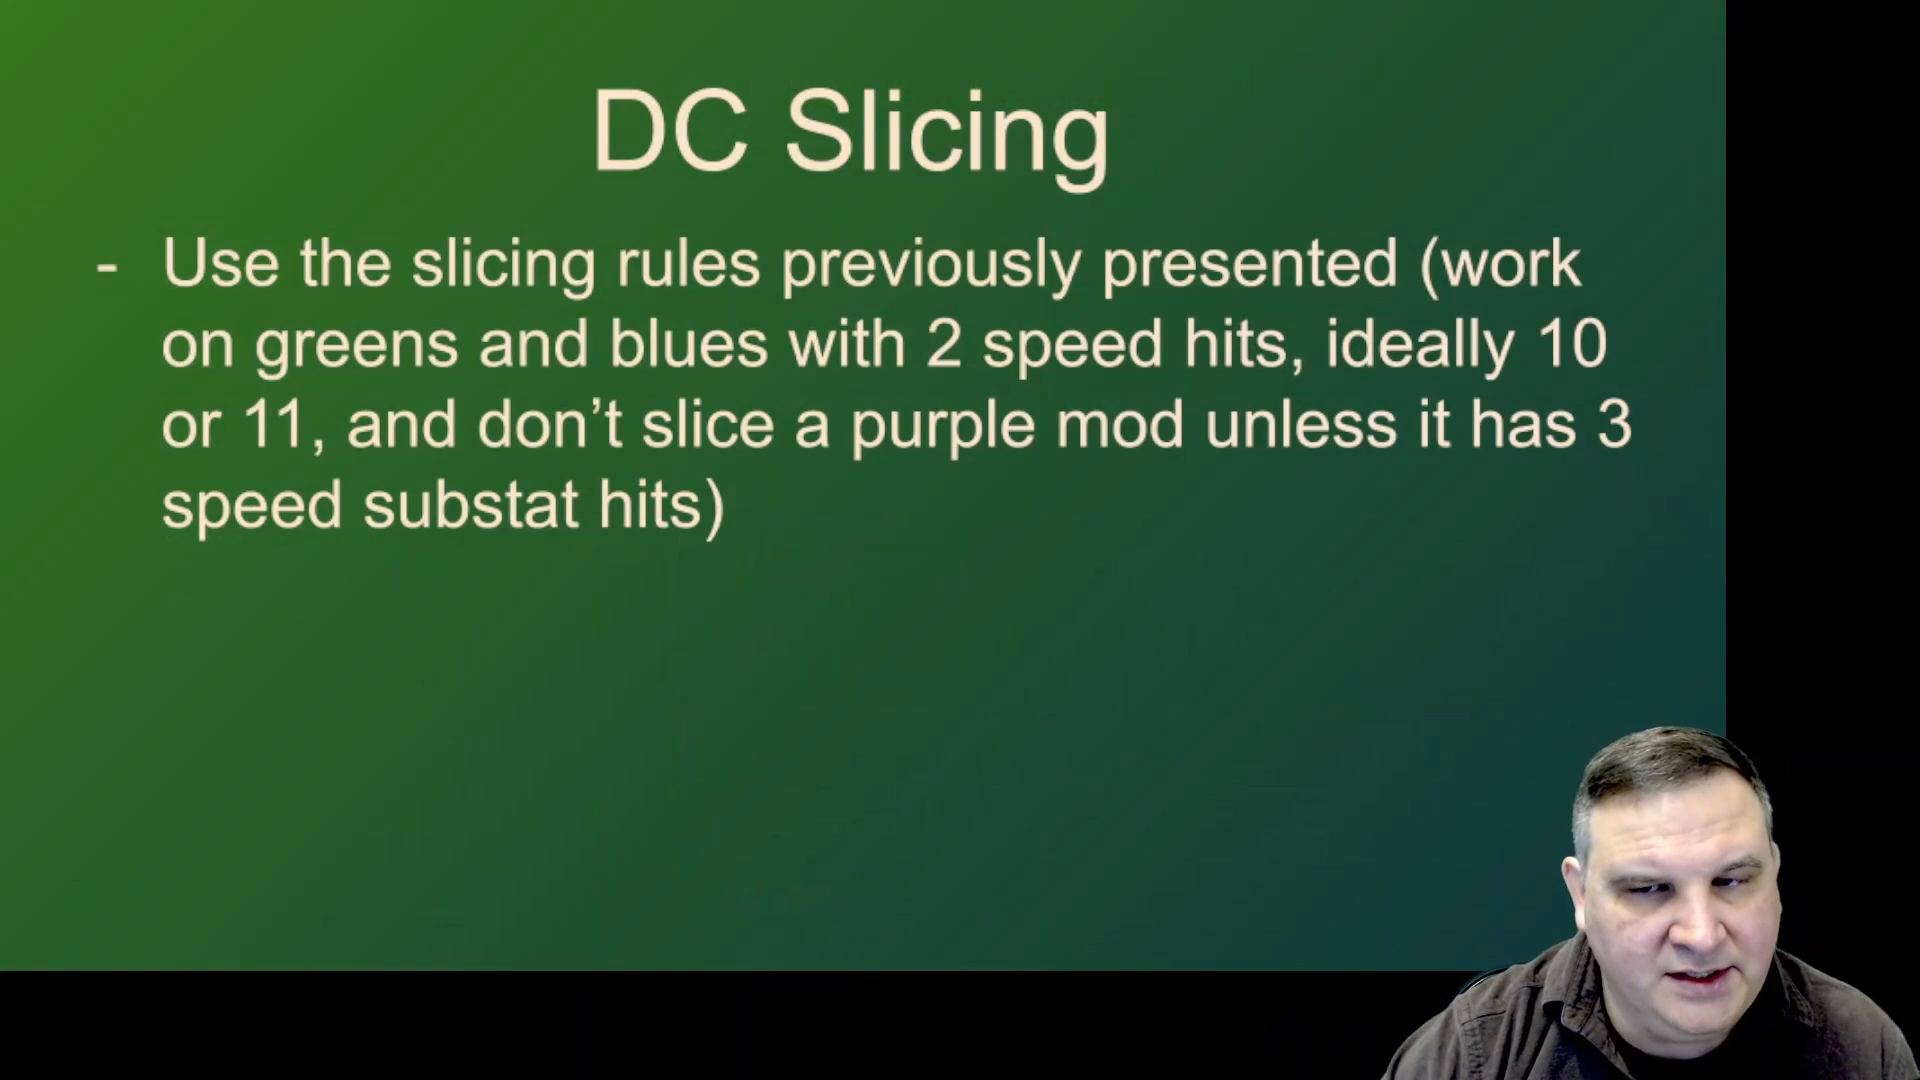 DC Slicing
- Use the slicing rules previously presented (work
on greens and blues with 2 speed hits, ideally 10
or 11, and don’t slice a purple mod unless it has 3
speed substat hits)